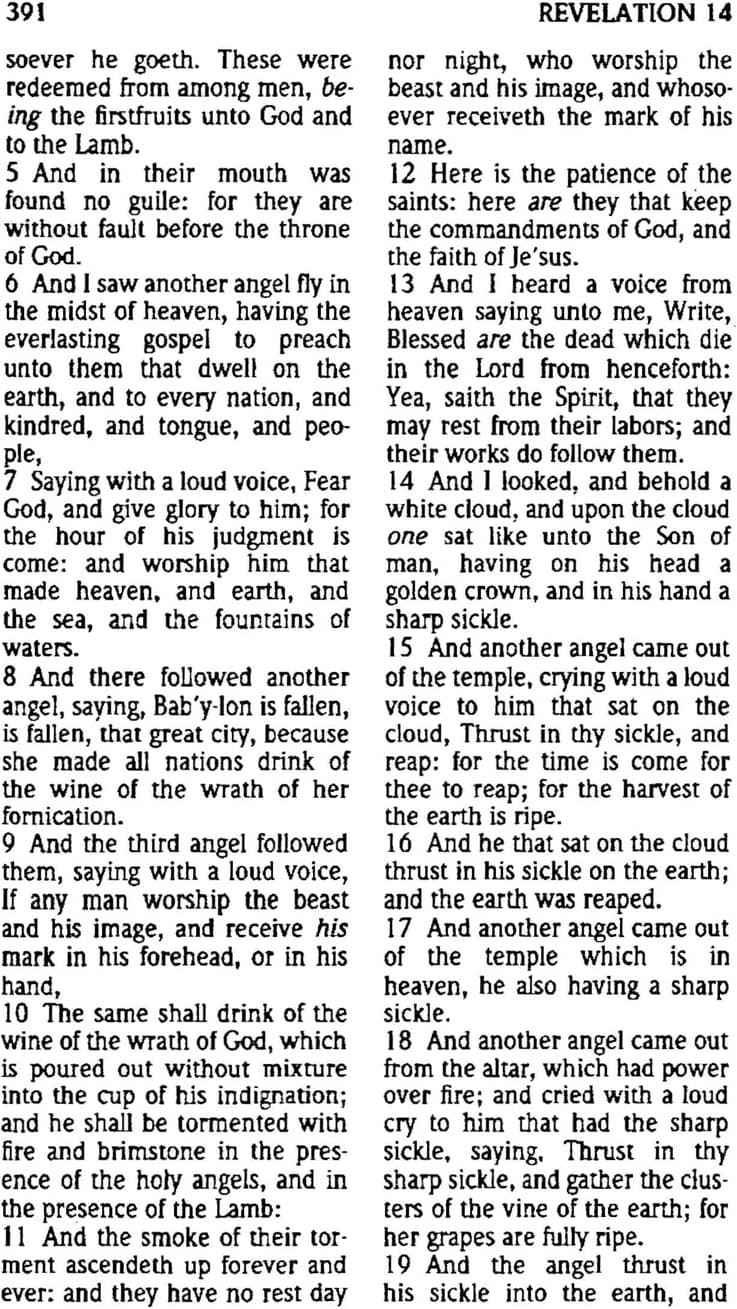 391
REVELATION 14
soever he goeth. These were
redeemed from among men, be-
ing the firstfruits unto God and
to the Lamb.
5 And in their mouth was
found no guile: for they are
without fault before the throne
of God.
6 And I saw another angel fly in
the midst of heaven, having the
everlasting gospel to preach
unto them that dwell on the
earth, and to every nation, and
kindred, and tongue, and peo-
ple,
7 Saying with a loud voice, Fear
God, and give glory to him; for
the hour of his judgment is
come: and worship him that
made heaven, and earth, and
the sea, and the fountains of
waters.
8 And there followed another
angel, saying, Bab'y-lon is fallen,
is fallen, that great city, because
she made all nations drink of
the wine of the wrath of her
fornication.
9 And the third angel followed
them, saying with a loud voice,
If any man worship the beast
and his image, and receive his
mark in his forehead, or in his
hand,
10 The same shall drink of the
wine of the wrath of God, which
is poured out without mixture
into the cup of his indignation;
and he shall be tormented with
fire and brimstone in the pres-
ence of the holy angels, and in
the presence of the Lamb:
11 And the smoke of their tor-
ment ascendeth up forever and
ever: and they have no rest day
nor night, who worship the
beast and his image, and whoso-
ever receiveth the mark of his
name.
12 Here is the patience of the
saints: here are they that keep
the commandments of God, and
the faith of Je'sus.
13 And I heard a voice from
heaven saying unto me, Write,
Blessed are the dead which die
in the Lord from henceforth:
Yea, saith the Spirit, that they
may rest from their labors; and
their works do follow them.
14 And I looked, and behold a
white cloud, and upon the cloud
one sat like unto the Son of
man, having on his head a
golden crown, and in his hand a
sharp sickle.
15 And another angel came out
of the temple, crying with a loud
voice to him that sat on the
cloud, Thrust in thy sickle, and
reap: for the time is come for
thee to reap; for the harvest of
the earth is ripe.
16 And he that sat on the cloud
thrust in his sickle on the earth;
and the earth was reaped.
17 And another angel came out
of the temple which is in
heaven, he also having a sharp
sickle.
18 And another angel came out
from the altar, which had power
over fire; and cried with a loud
cry to him that had the sharp
sickle, saying, Thrust in thy
sharp sickle, and gather the clus-
ters of the vine of the earth; for
her grapes are fully ripe.
19 And the angel thrust in
his sickle into the earth, and